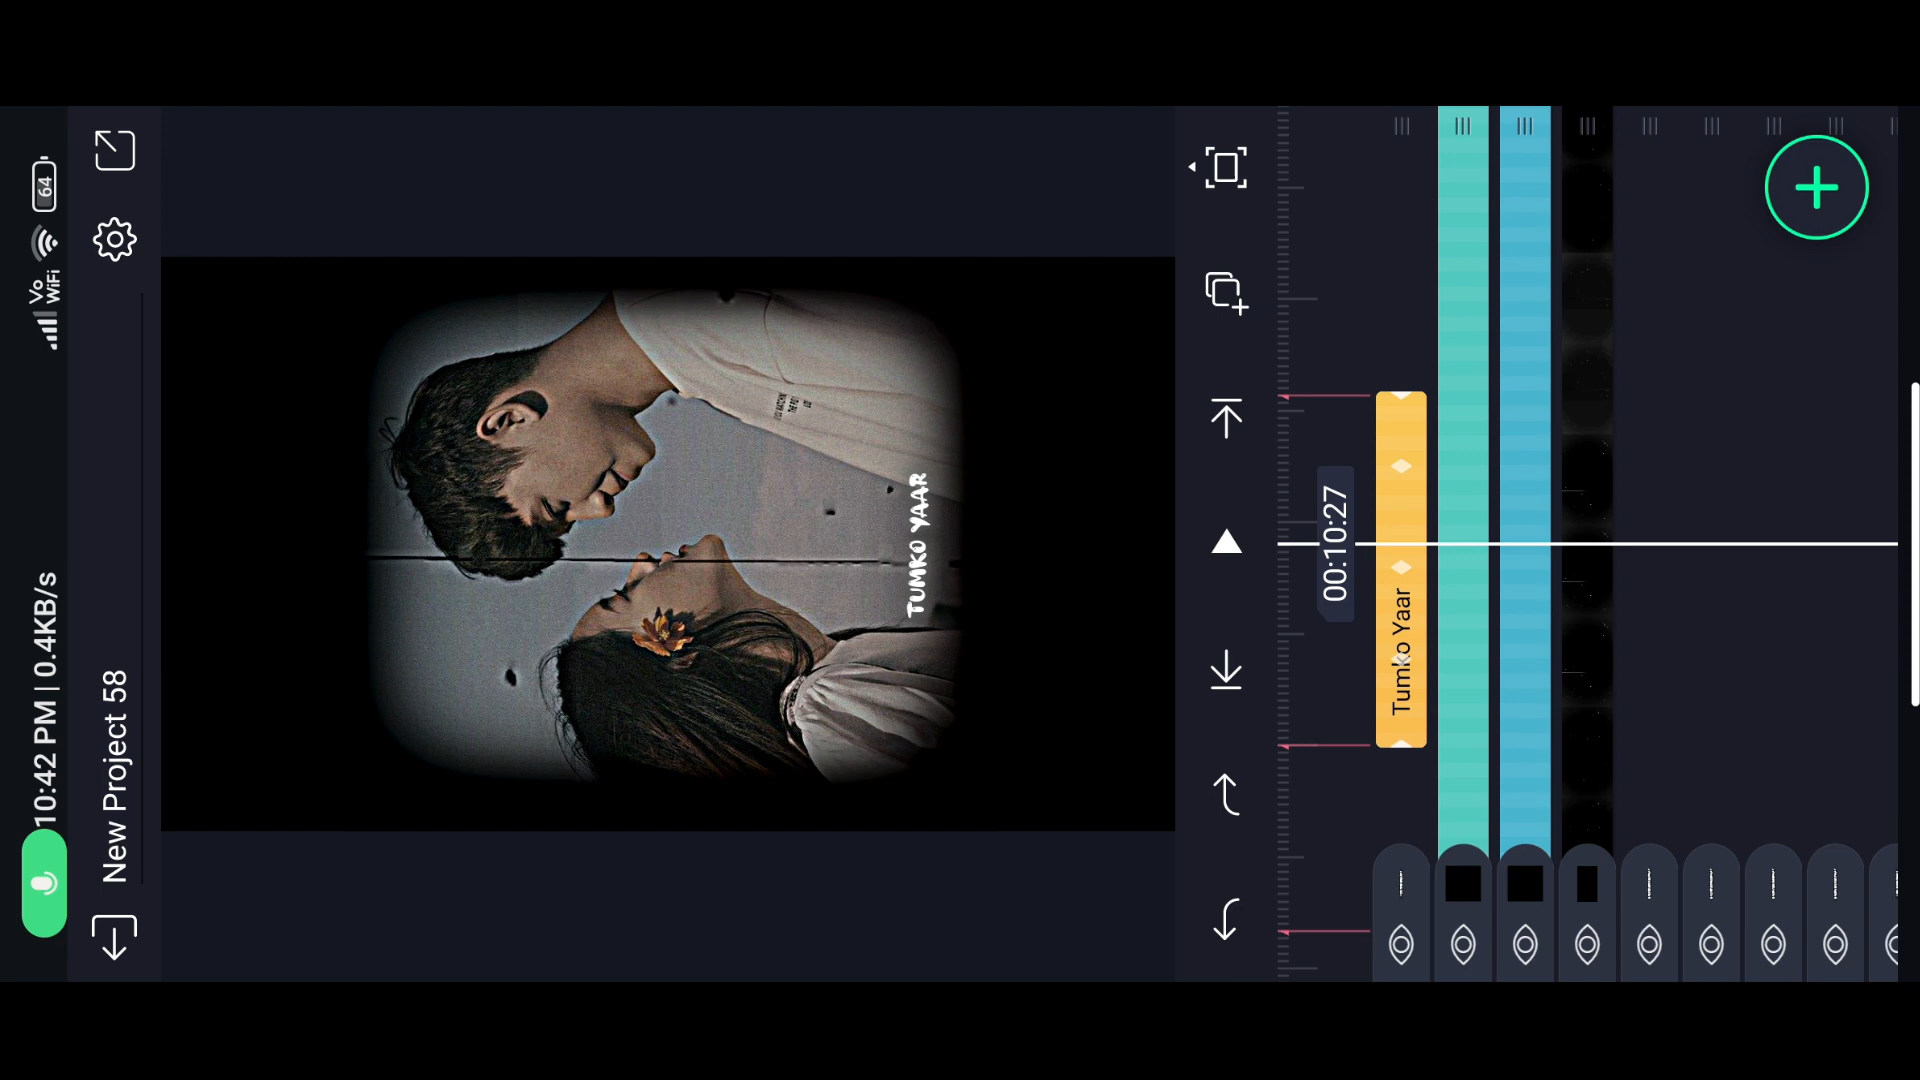 10:42 PM | 0.4KB/s
Vo
WiFi
64
New Project 58
TUMKO YAAR
00:10:27
Tumko Yaar